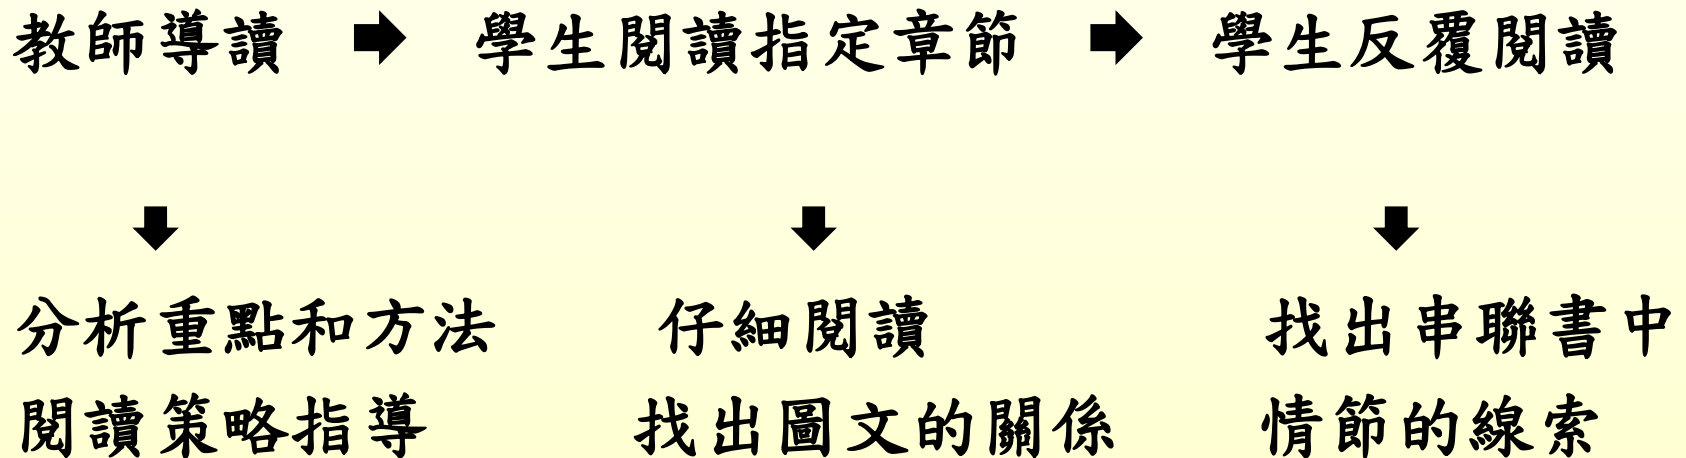 教師導讀 ➡ 學生閱讀指定章節 ➡ 學生反覆閱讀
⬇ ⬇ ⬇
分析重點和方法 仔細閱讀 找出串聯書中
閱讀策略指導 找出圖文的關係 情節的線索